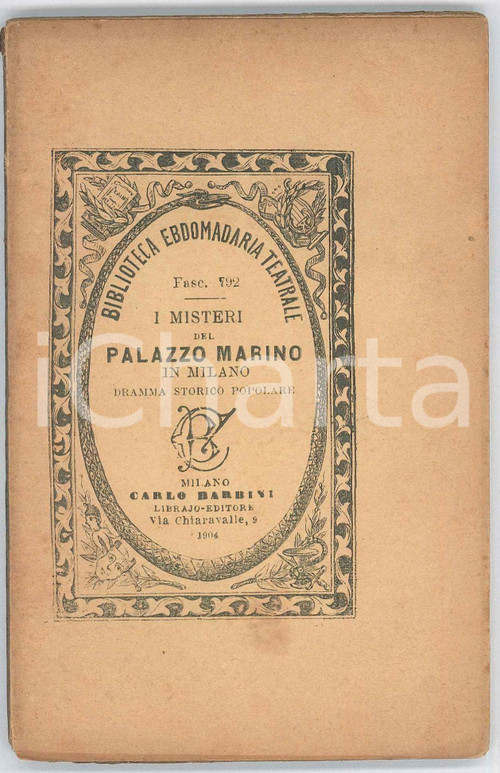 BIBLIOTECA EBDOMADARIA TEATRALE
Fasc. 792
I MISTERI
DEL
PALAZZO MARINO
IN MILANO
DRAMMA STORICO POPOLARE
MILANO
CARLO BARBINI
LIBRAJO-EDITORE
Via Chiaravalle, 9
1904
iCharta